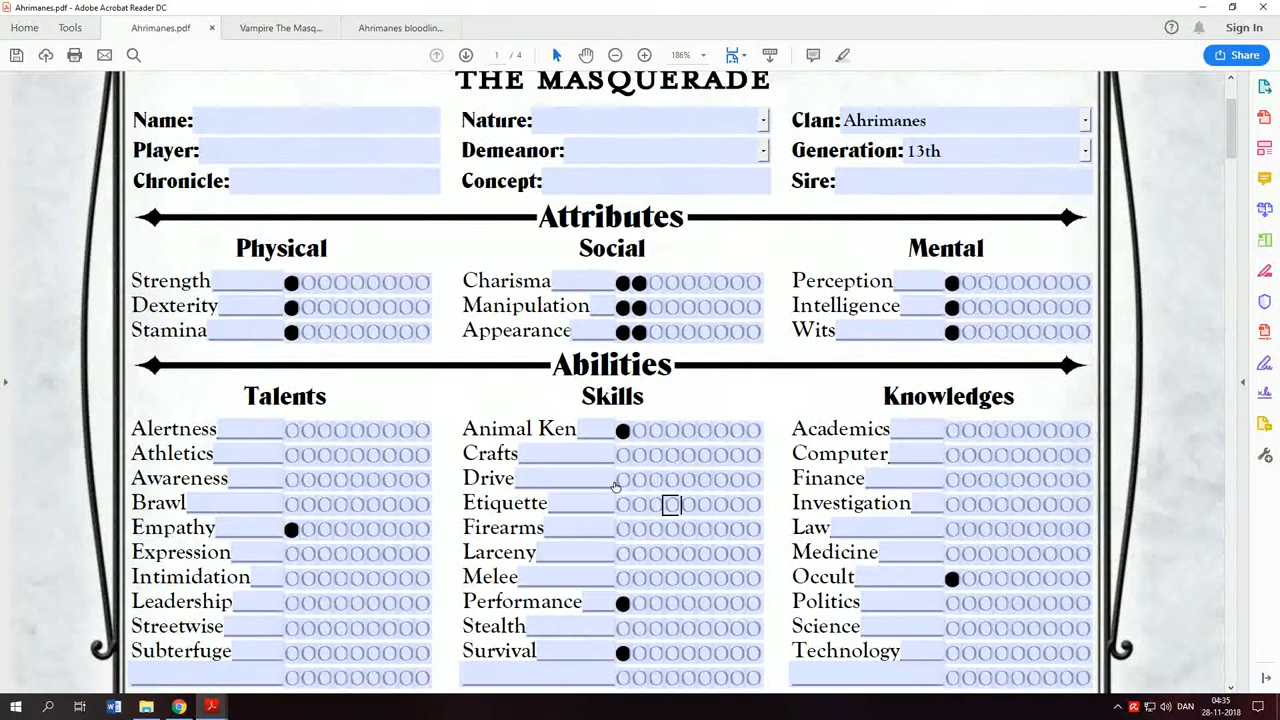 Ahrimanes.pdf - Adobe Acrobat Reader DC
Home Tools Ahrimanes.pdf Vampire The Masq... Ahrimanes bloodlin... Sign In
1 / 4 186% Share
THE MASQUERADE
Name: Nature: Clan: Ahrimanes
Player: Demeanor: Generation: 13th
Chronicle: Concept: Sire:
Attributes
Physical Social Mental
Strength Charisma Perception
Dexterity Manipulation Intelligence
Stamina Appearance Wits
Abilities
Talents Skills Knowledges
Alertness Animal Ken Academics
Athletics Crafts Computer
Awareness Drive Finance
Brawl Etiquette Investigation
Empathy Firearms Law
Expression Larceny Medicine
Intimidation Melee Occult
Leadership Performance Politics
Streetwise Stealth Science
Subterfuge Survival Technology
DAN 04:35
28-11-2018